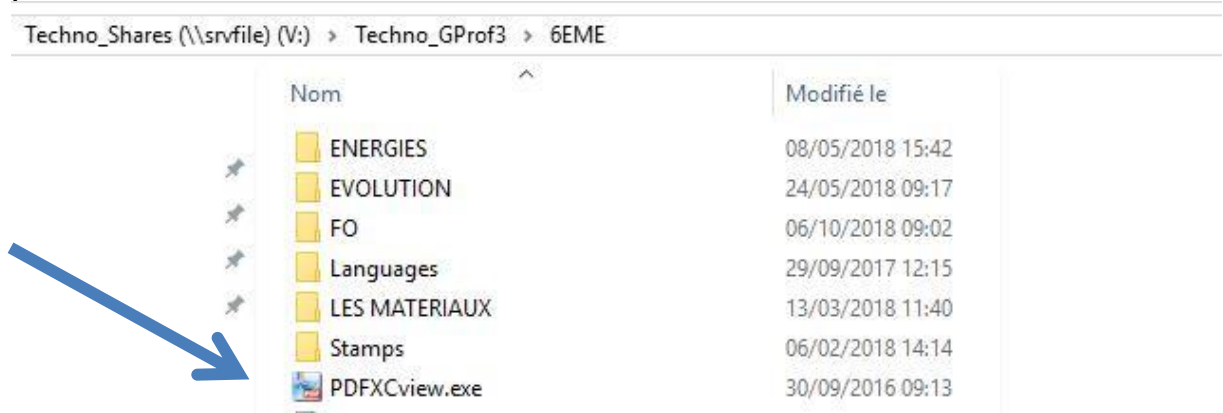 Techno_Shares (\\srvfile) (V:) > Techno_GProf3 > 6EME
Nom Modifié le
ENERGIES 08/05/2018 15:42
EVOLUTION 24/05/2018 09:17
FO 06/10/2018 09:02
Languages 29/09/2017 12:15
LES MATERIAUX 13/03/2018 11:40
Stamps 06/02/2018 14:14
PDFXCview.exe 30/09/2016 09:13